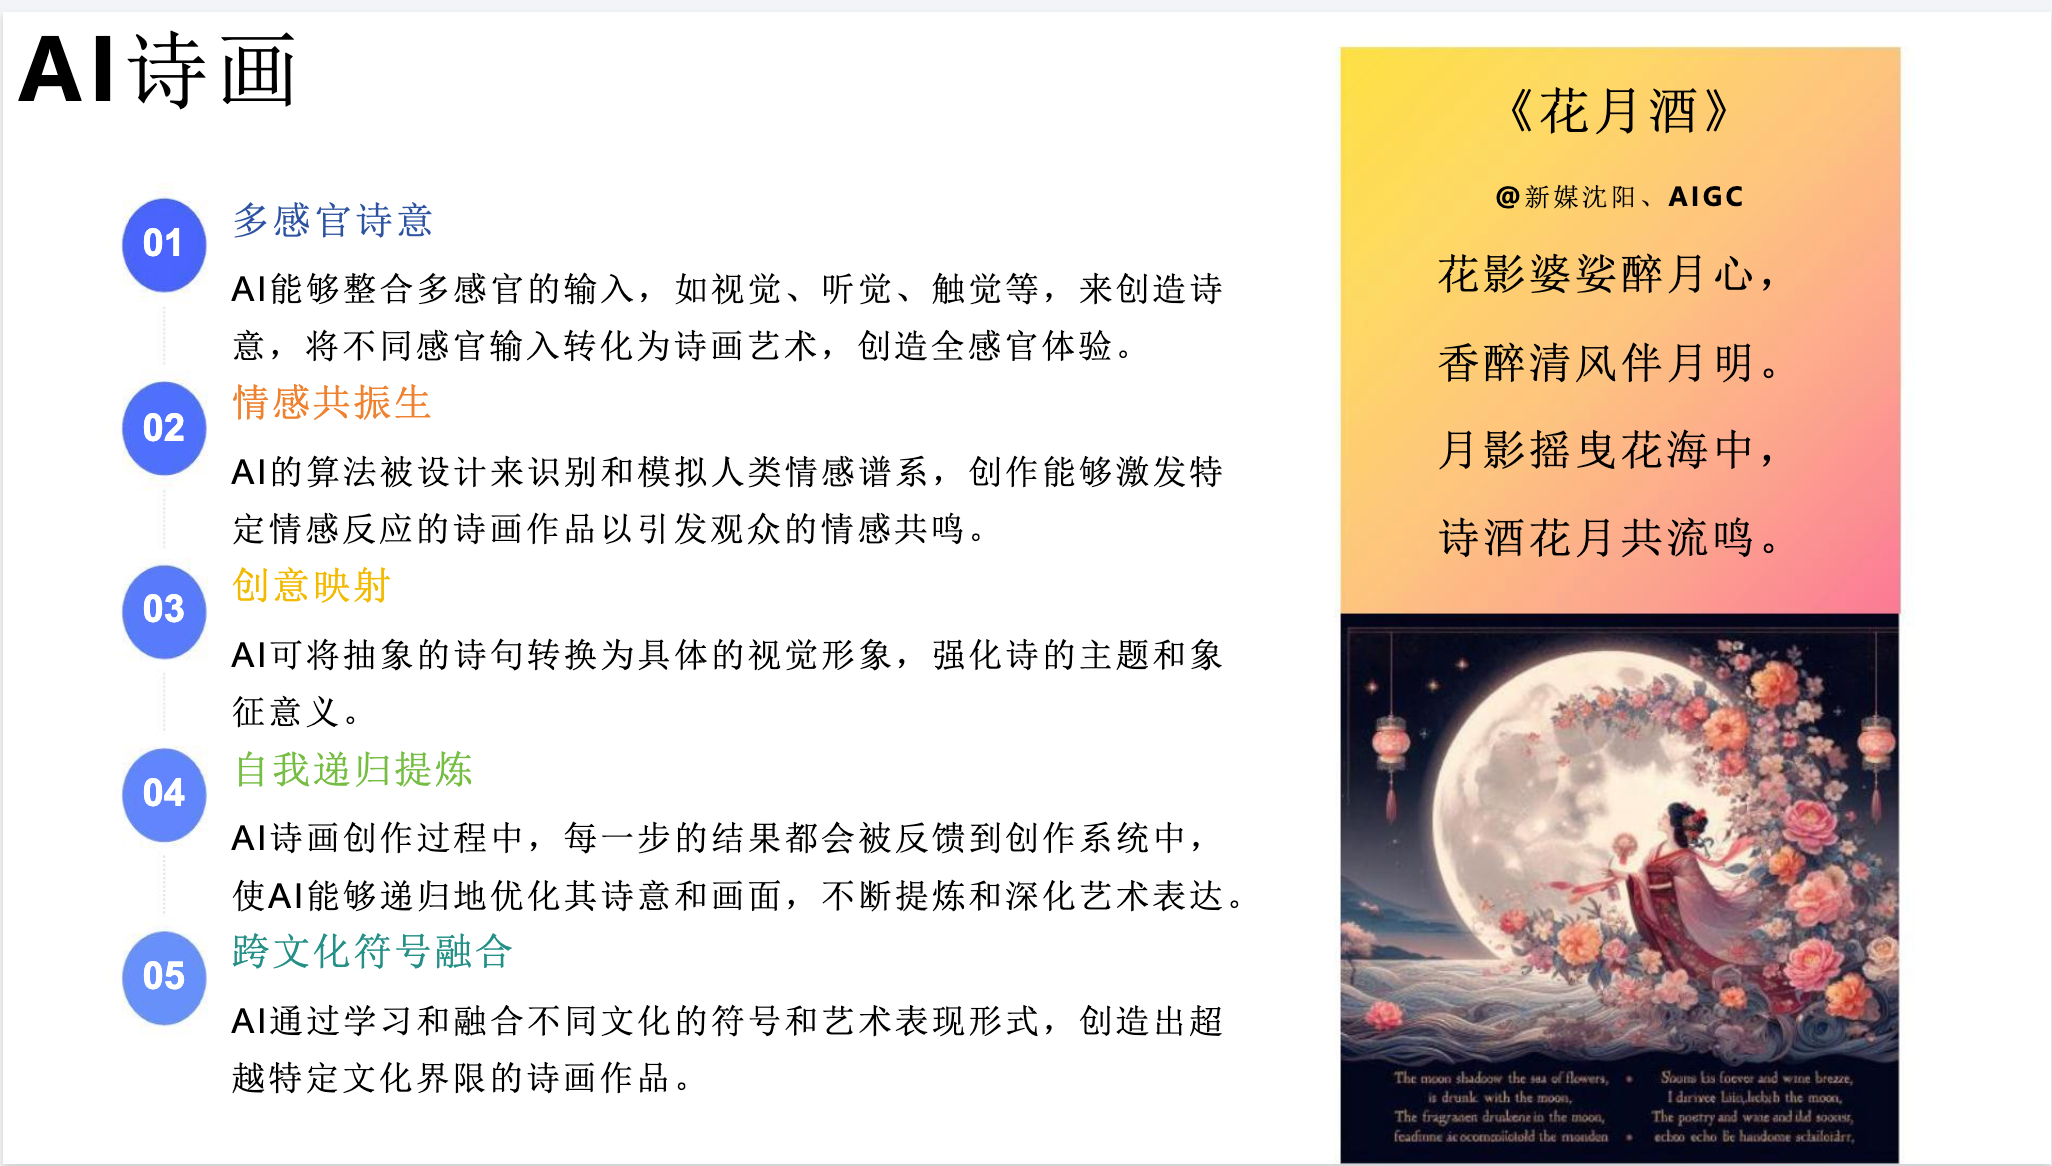 AI诗画
01
多感官诗意
AI能够整合多感官的输入，如视觉、听觉、触觉等，来创造诗
意，将不同感官输入转化为诗画艺术，创造全感官体验。
02
情感共振生
AI的算法被设计来识别和模拟人类情感谱系，创作能够激发特
定情感反应的诗画作品以引发观众的情感共鸣。
03
创意映射
AI可将抽象的诗句转换为具体的视觉形象，强化诗的主题和象
征意义。
04
自我递归提炼
AI诗画创作过程中，每一步的结果都会被反馈到创作系统中，
使AI能够递归地优化其诗意和画面，不断提炼和深化艺术表达。
05
跨文化符号融合
AI通过学习和融合不同文化的符号和艺术表现形式，创造出超
越特定文化界限的诗画作品。
《花月酒》
@新媒沈阳、AIGC
花影婆娑醉月心，
香醉清风伴月明。
月影摇曳花海中，
诗酒花月共流鸣。
The moon shadoow the sea of flowers,
is drunk with the moon,
The in the moon,
the
and wine
the moon,
The poetry and and
echo